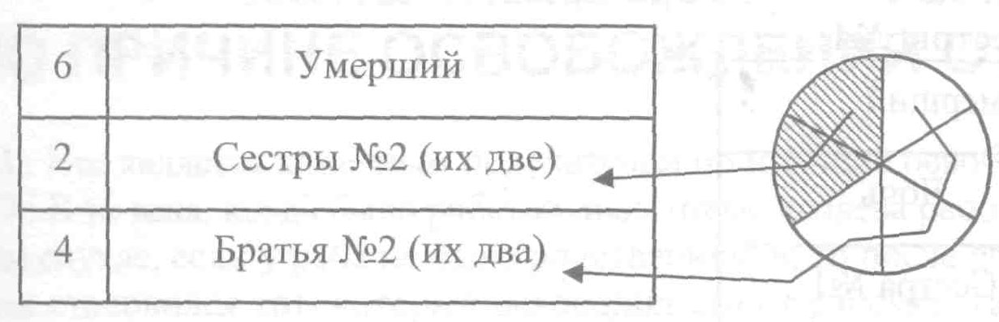 6 Умерший
2 Сестры №2 (их две)
4 Братья №2 (их два)